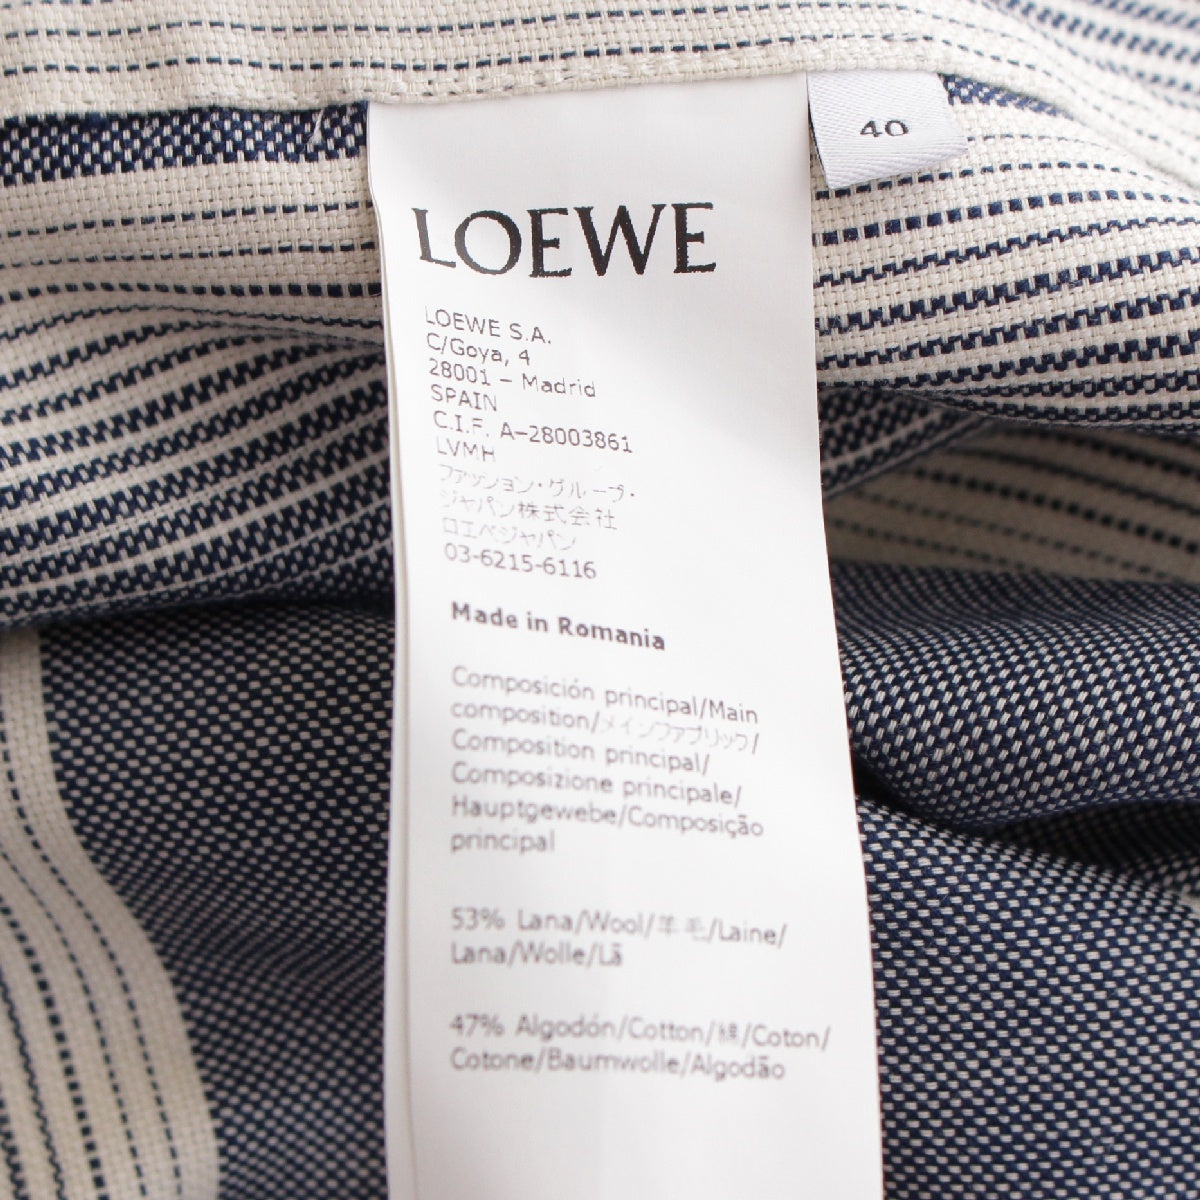 40
LOEWE
LOEWE S.A.
C/Goya, 4
28001 – Madrid
SPAIN
C.I.F. A-28003861
LVMH
ファッション・グループ・
ジャパン株式会社
ロエベジャパン
03-6215-6116
Made in Romania
Composición principal/Main
composition/メインファブリック/
Composition principal/
Composizione principale/
Hauptgewebe/Composição
principal
53% Lana/Wool/羊毛/Laine/
Lana/Wolle/Lã
47% Algodón/Cotton/綿/Coton/
Cotone/Baumwolle/Algodão